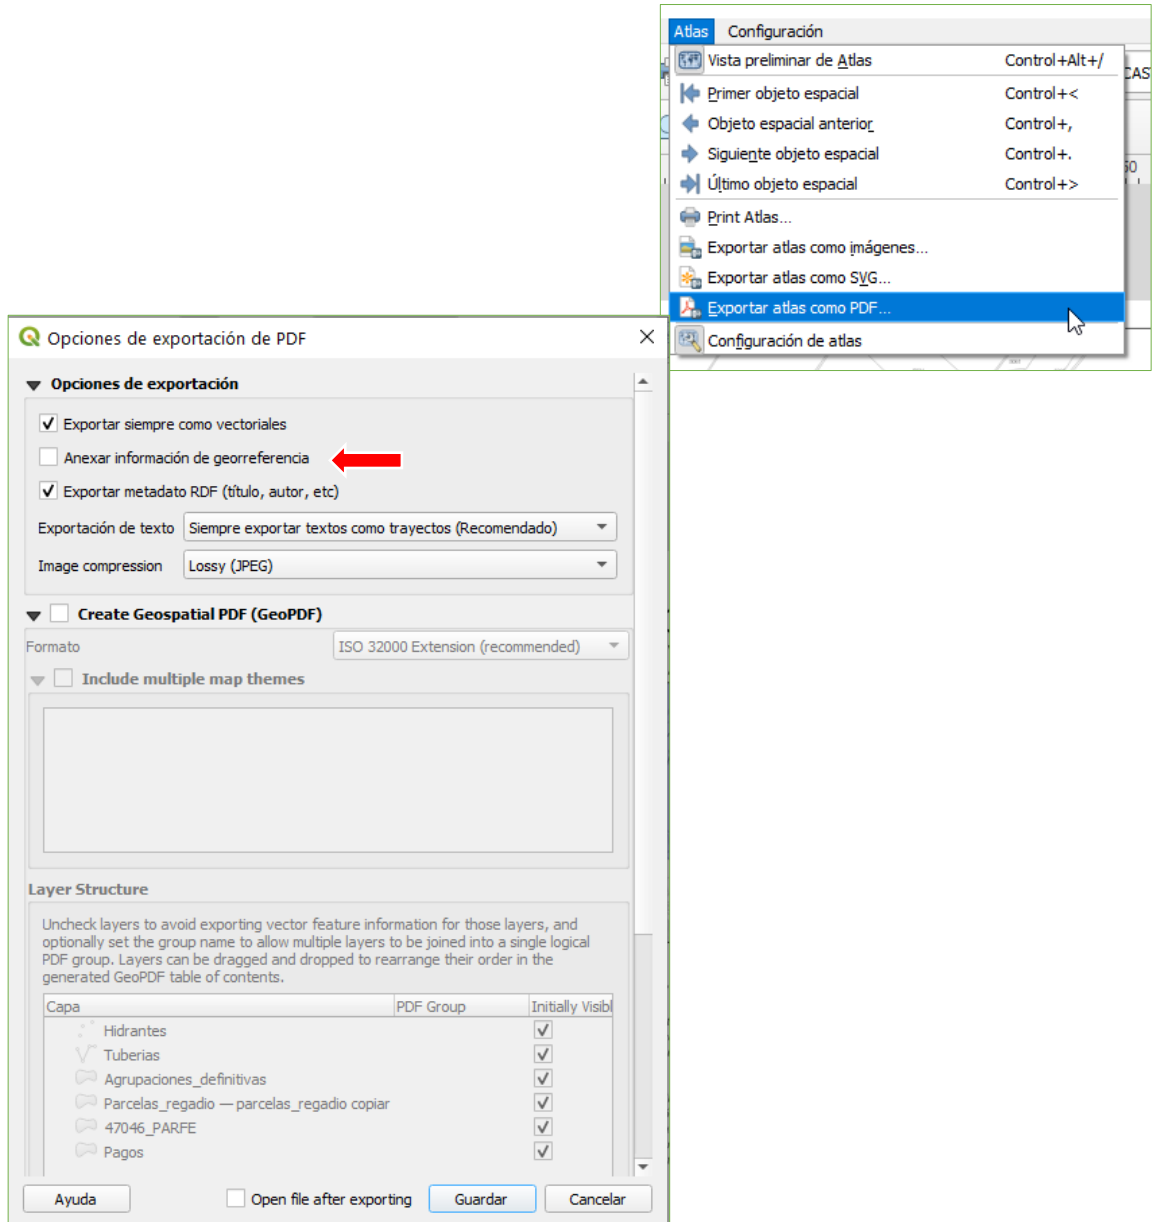 Atlas Configuración
Vista preliminar de Atlas Control+Alt+/
CAS
Primer objeto espacial Control+<
Objeto espacial anterior Control+,
Siguiente objeto espacial Control+.
Último objeto espacial Control+>
Print Atlas...
Exportar atlas como imágenes...
Exportar atlas como SVG...
Exportar atlas como PDF...
Configuración de atlas
Opciones de exportación de PDF
Opciones de exportación
Exportar siempre como vectoriales
Anexar información de georreferencia
Exportar metadato RDF (título, autor, etc)
Exportación de texto Siempre exportar textos como trayectos (Recomendado)
Image compression Lossy (JPEG)
Create Geospatial PDF (GeoPDF)
Formato ISO 32000 Extension (recommended)
Include multiple map themes
Layer Structure
Uncheck layers to avoid exporting vector feature information for those layers, and
optionally set the group name to allow multiple layers to be joined into a single logical
PDF group. Layers can be dragged and dropped to rearrange their order in the
generated GeoPDF table of contents.
Capa PDF Group Initially Visibl
Hidrantes
Tuberias
Agrupaciones_definitivas
Parcelas_regadio — parcelas_regadio copiar
47046_PARFE
Pagos
Ayuda Open file after exporting Guardar Cancelar